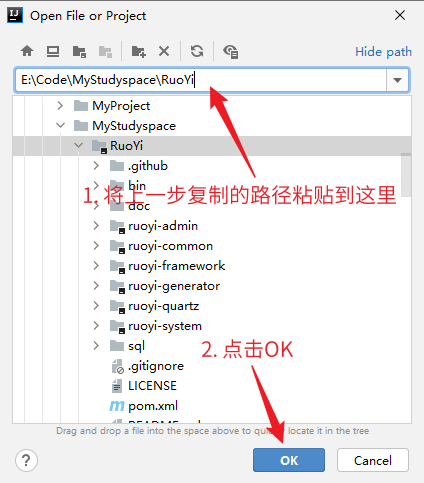 Open File or Project
Hide path
E:\Code\MyStudyspace\RuoYi
MyProject
MyStudyspace
RuoYi
.github
1, 将上一步复制的路径粘贴到这里
bin
doc
ruoyi-admin
ruoyi-common
ruoyi-framework
ruoyi-generator
ruoyi-quartz
ruoyi-system
sql
2. 点击OK
.gitignore
LICENSE
pom.xml
Drag and drop a file into the space above to quickly locate it in the tree
?
OK
Cancel